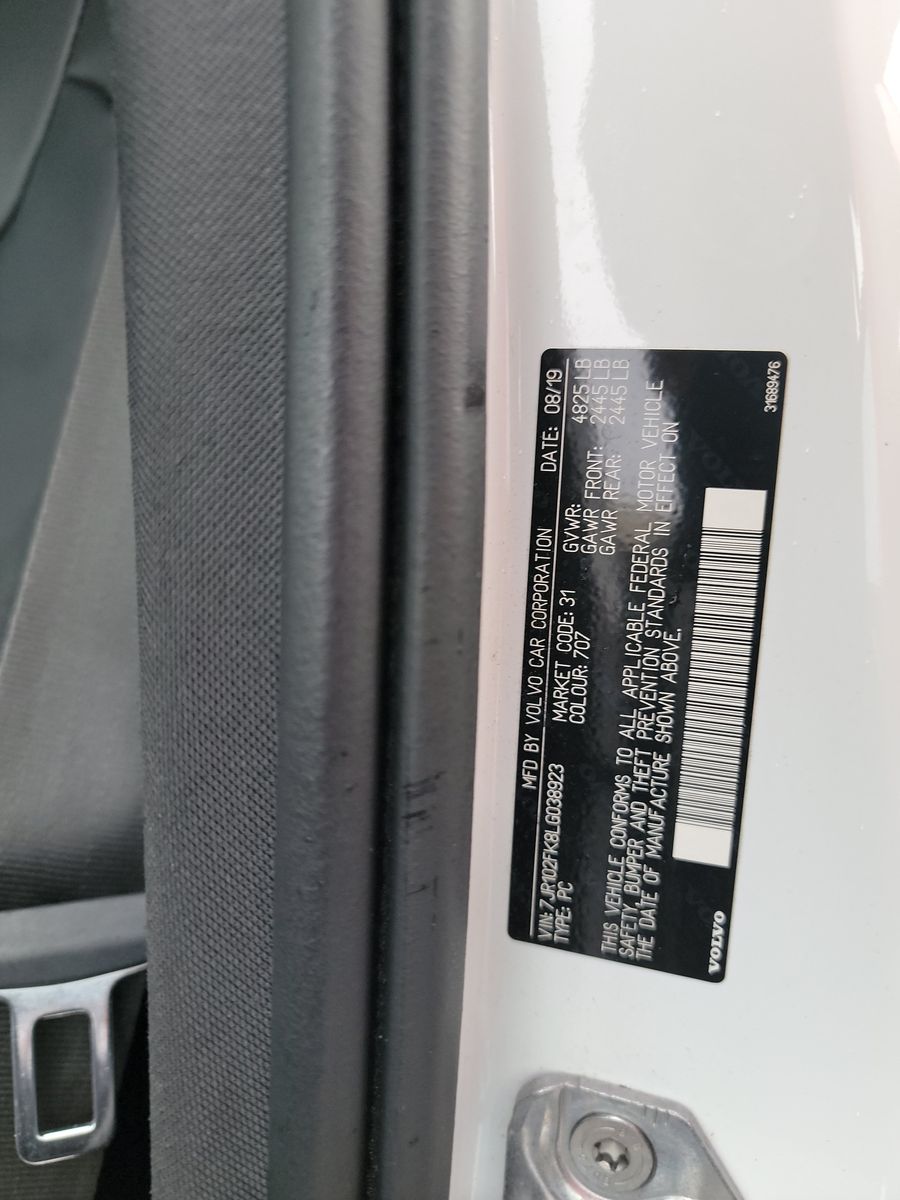 MFD BY VOLVO CAR CORPORATION DATE: 08/19
VIN: 7JR102FK8LG038923 MARKET CODE: 31 GVWR: 4825 LB
TYPE: PC COLOUR: 707 GAWR FRONT: 2445 LB
GAWR REAR: 2445 LB
THIS VEHICLE CONFORMS TO ALL APPLICABLE FEDERAL MOTOR VEHICLE
SAFETY, BUMPER AND THEFT PREVENTION STANDARDS IN EFFECT ON
THE DATE OF MANUFACTURE SHOWN ABOVE.
VOLVO 31689476